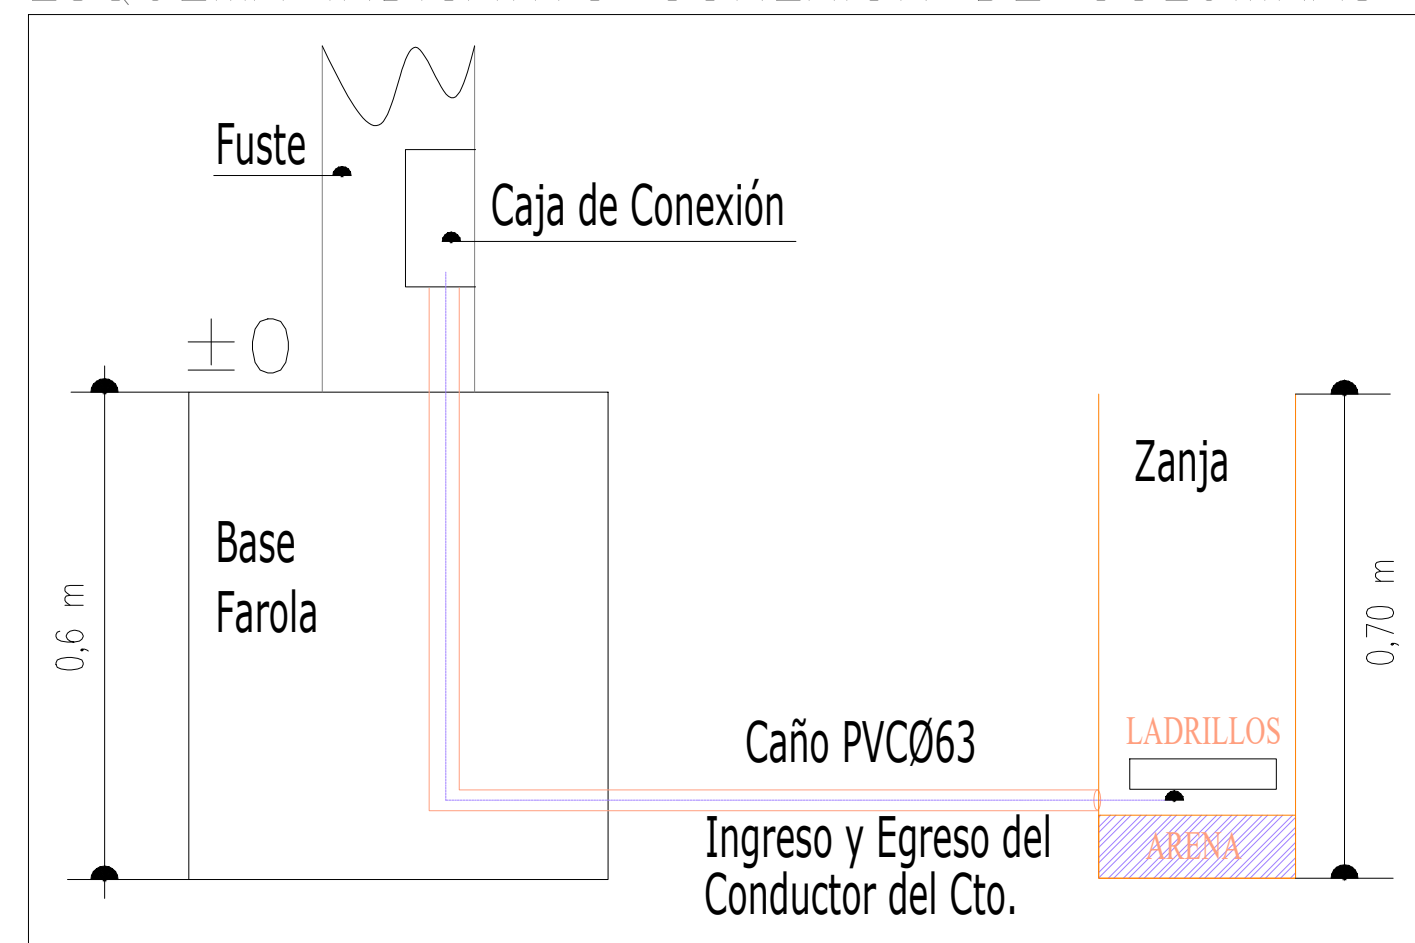 Fuste
Caja de Conexión
±0
Zanja
Base
Farola
0,6 m
0,70 m
LADRILLOS
Caño PVCØ63
Ingreso y Egreso del
Conductor del Cto.
ARENA